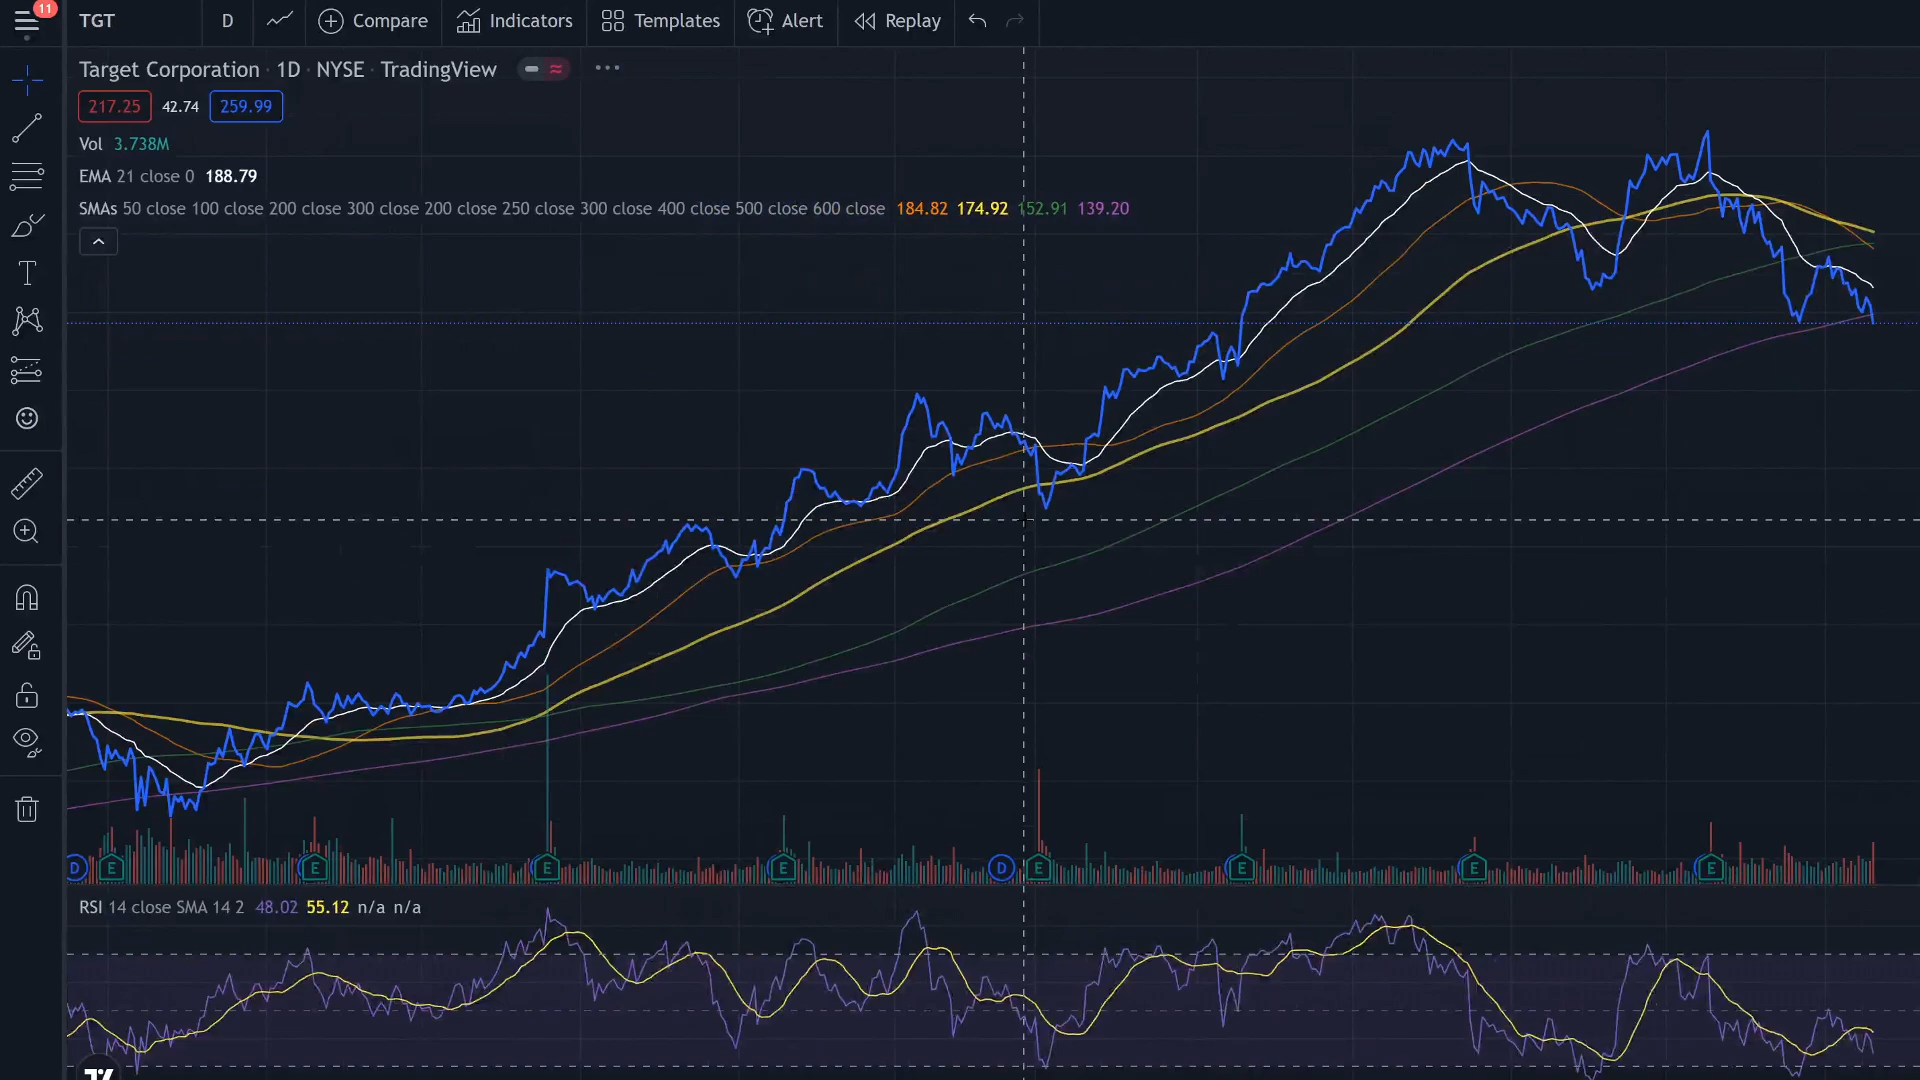 11
TGT D Compare Indicators Templates Alert Replay
Target Corporation · 1D · NYSE · TradingView
217.25 42.74 259.99
Vol 3.738M
EMA 21 close 0 188.79
SMAs 50 close 100 close 200 close 300 close 200 close 250 close 300 close 400 close 500 close 600 close 184.82 174.92 152.91 139.20
D E E E E D E E E E
RSI 14 close SMA 14 2 48.02 55.12 n/a n/a